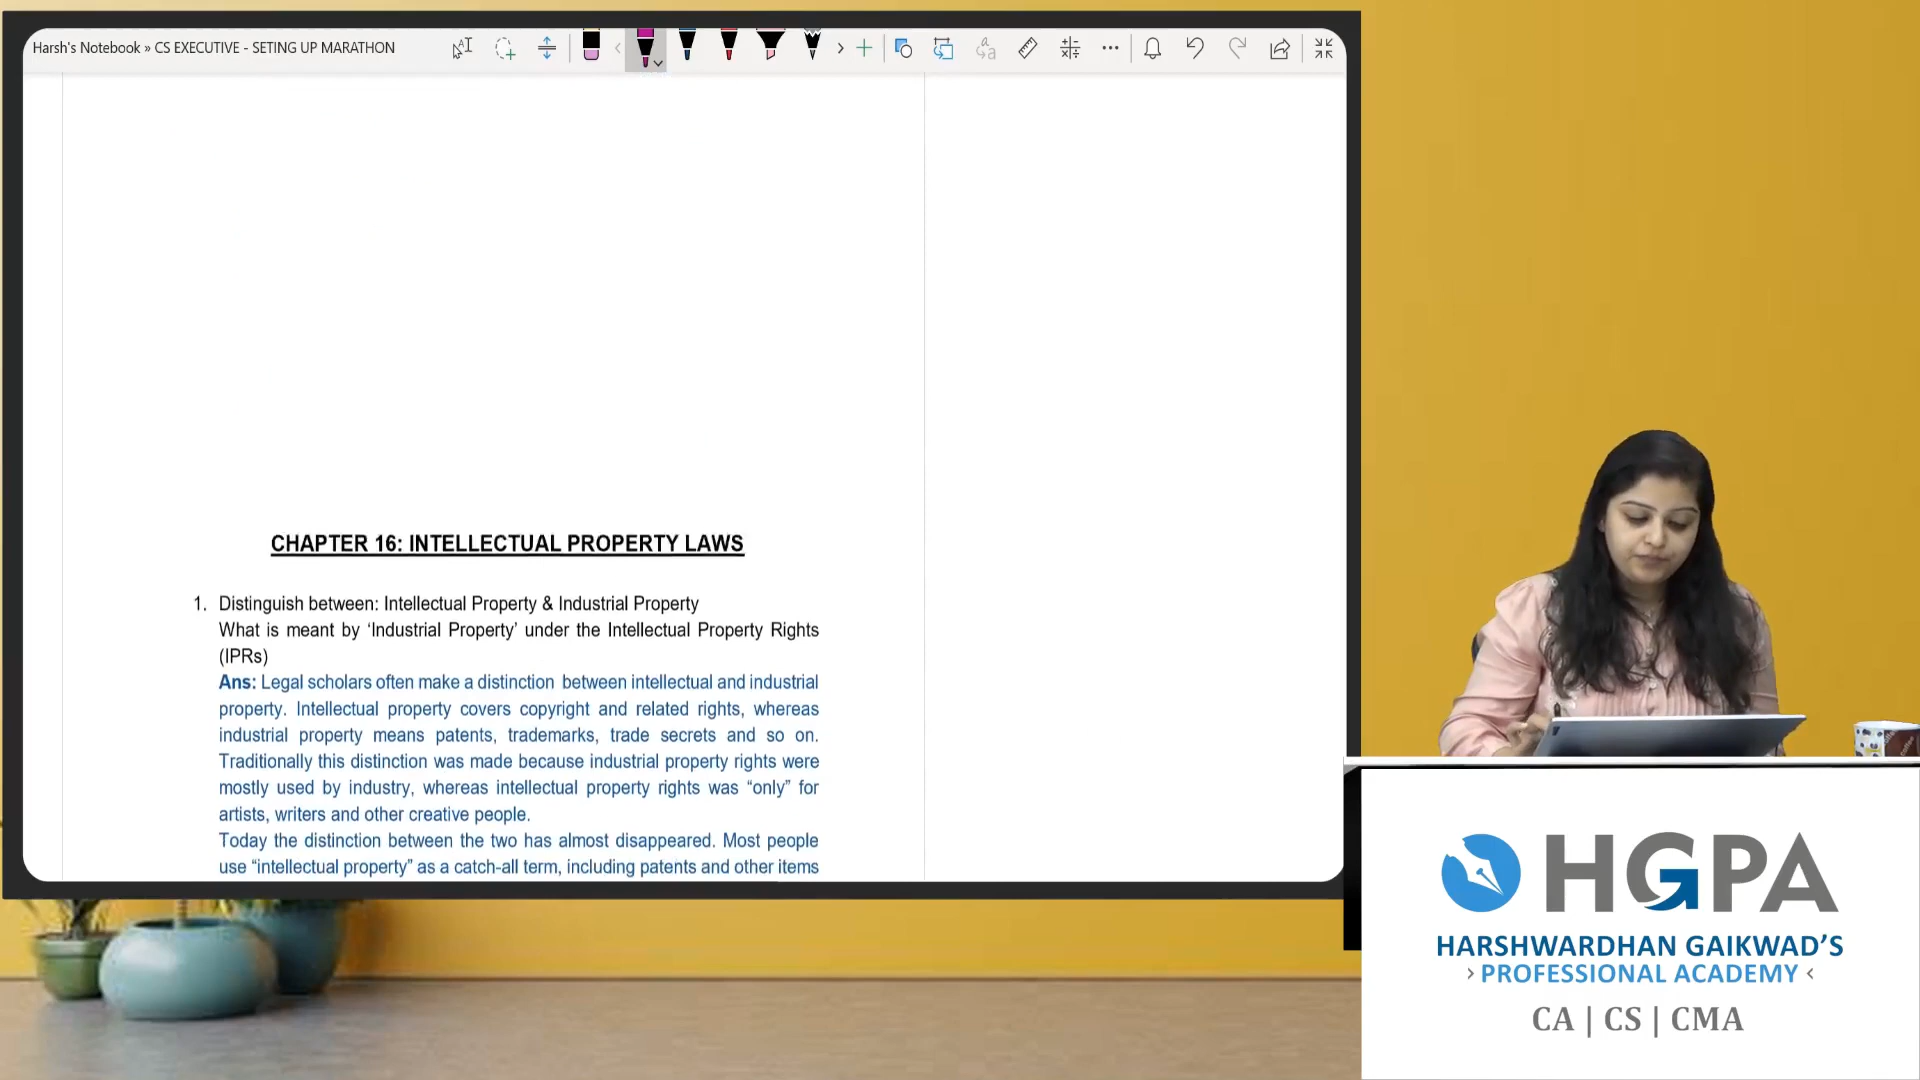 Harsh's Notebook » CS EXECUTIVE - SETING UP MARATHON
CHAPTER 16: INTELLECTUAL PROPERTY LAWS
1. Distinguish between: Intellectual Property & Industrial Property
What is meant by ‘Industrial Property’ under the Intellectual Property Rights
(IPRs)
Ans: Legal scholars often make a distinction between intellectual and industrial
property. Intellectual property covers copyright and related rights, whereas
industrial property means patents, trademarks, trade secrets and so on.
Traditionally this distinction was made because industrial property rights were
mostly used by industry, whereas intellectual property rights was “only” for
artists, writers and other creative people.
Today the distinction between the two has almost disappeared. Most people
use “intellectual property” as a catch-all term, including patents and other items
HGPA
HARSHWARDHAN GAIKWAD’S
› PROFESSIONAL ACADEMY ‹
CA | CS | CMA